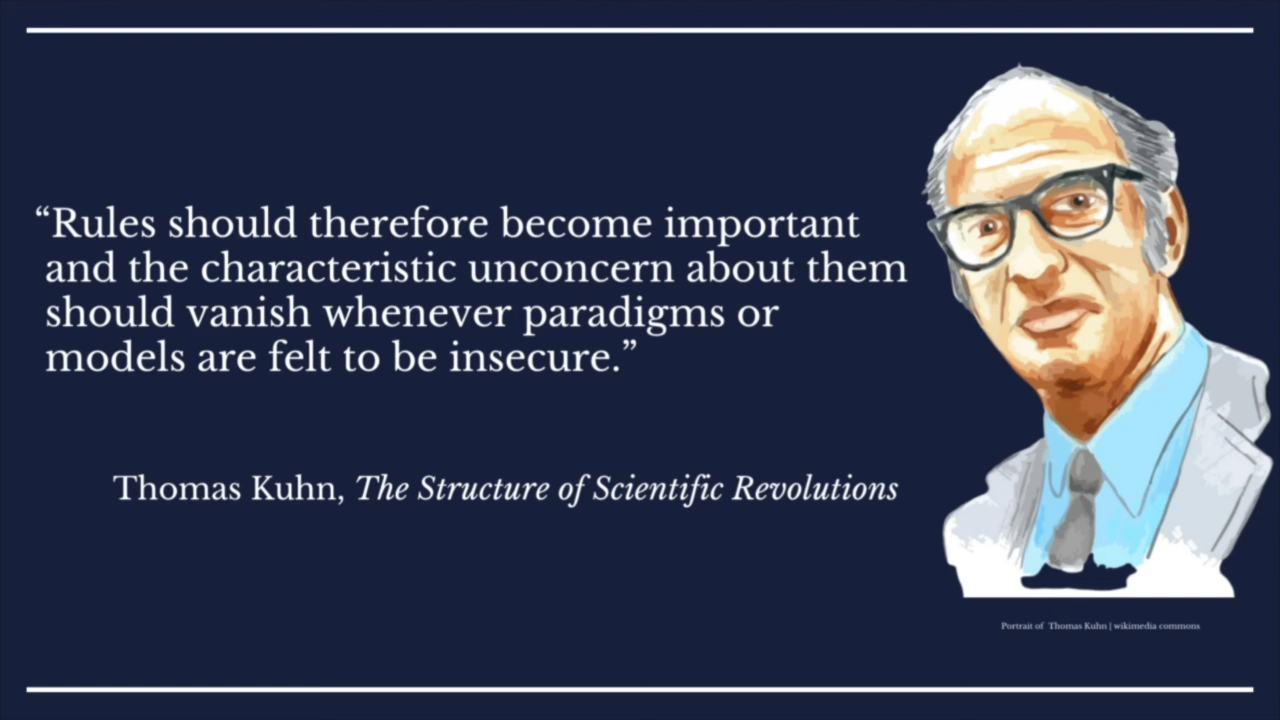 “Rules should therefore become important
and the characteristic unconcern about them
should vanish whenever paradigms or
models are felt to be insecure.”
Thomas Kuhn, The Structure of Scientific Revolutions
Portrait of Thomas Kuhn | wikimedia commons